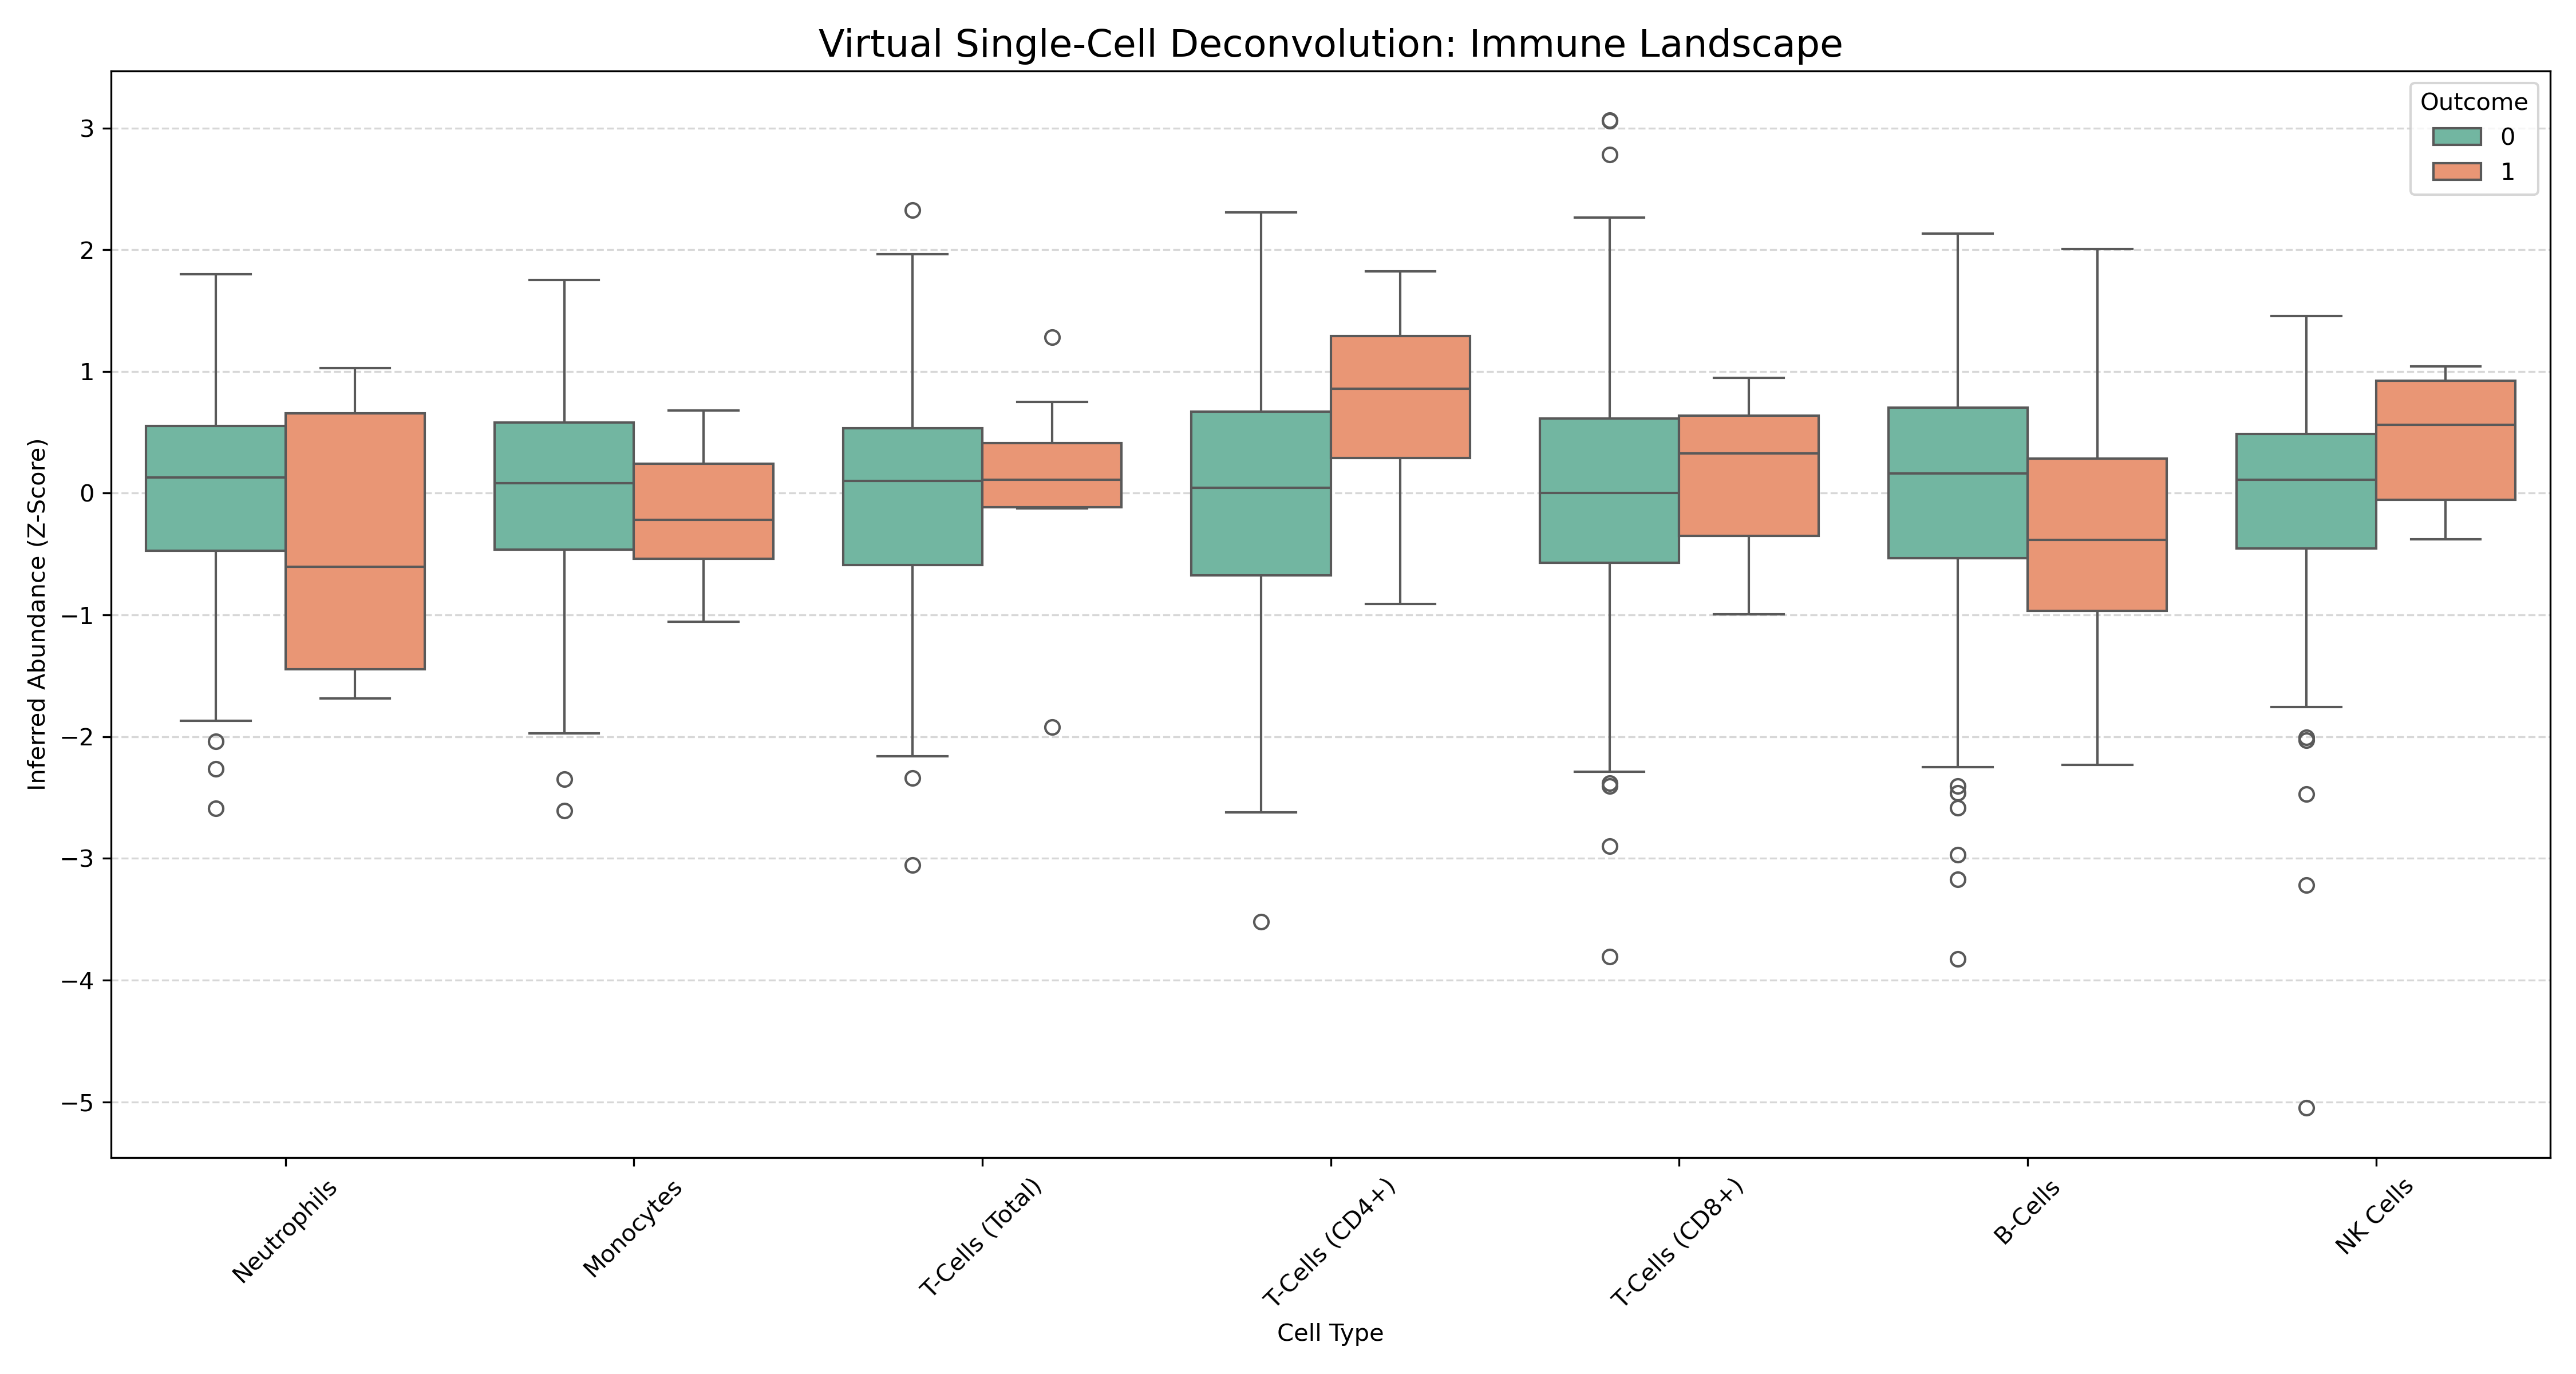 Virtual Single-Cell Deconvolution: Immune Landscape
Outcome
0
1
Inferred Abundance (Z-Score)
3
2
1
0
−1
−2
−3
−4
−5
Neutrophils
Monocytes
T-Cells (Total)
T-Cells (CD4+)
T-Cells (CD8+)
B-Cells
NK Cells
Cell Type